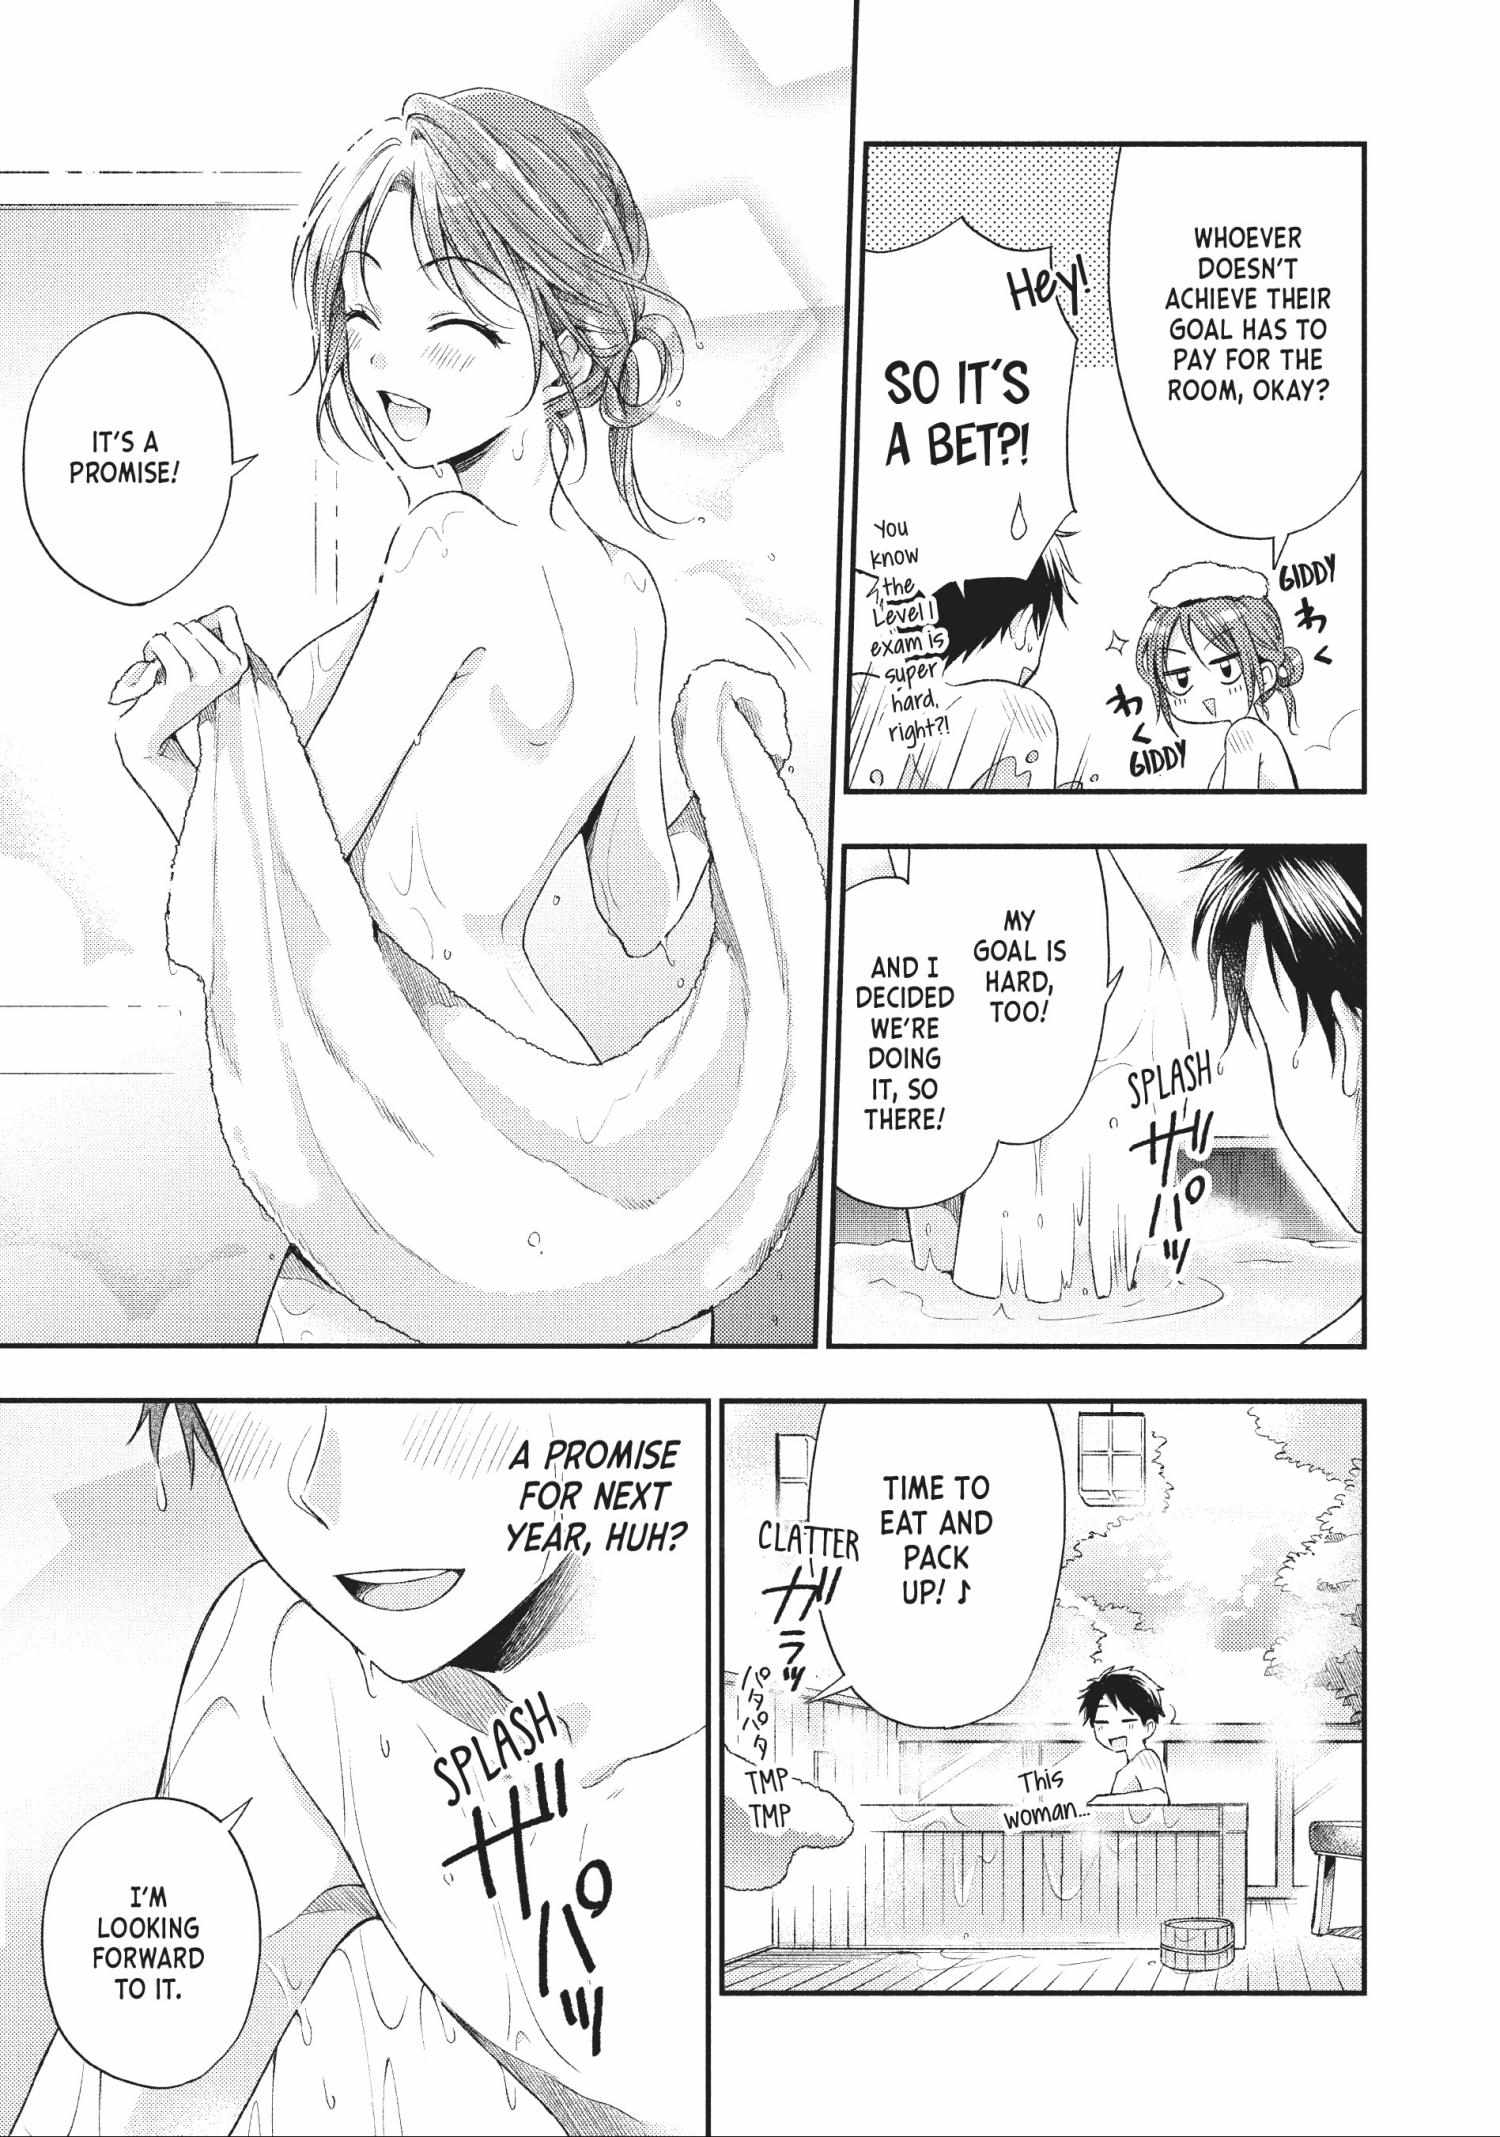 WHOEVER
DOESN'T
ACHIEVE THEIR
GOAL HAS TO
PAY FOR THE
ROOM, OKAY?
Hey!
SO IT'S
A BET?!
You
know
the
Level 1
exam is
super
hard,
right?!
GIDDY
わく
わく
GIDDY
MY
GOAL IS
HARD,
TOO!
AND I
DECIDED
WE'RE
DOING
IT, SO
THERE!
SPLASH
ザパッ
IT'S A
PROMISE!
TIME TO
EAT AND
PACK
UP! ♪
CLATTER
ガラッ
パタパタ
TMP
TMP
This
woman...
A PROMISE
FOR NEXT
YEAR, HUH?
SPLASH
ザパッ
I'M
LOOKING
FORWARD
TO IT.